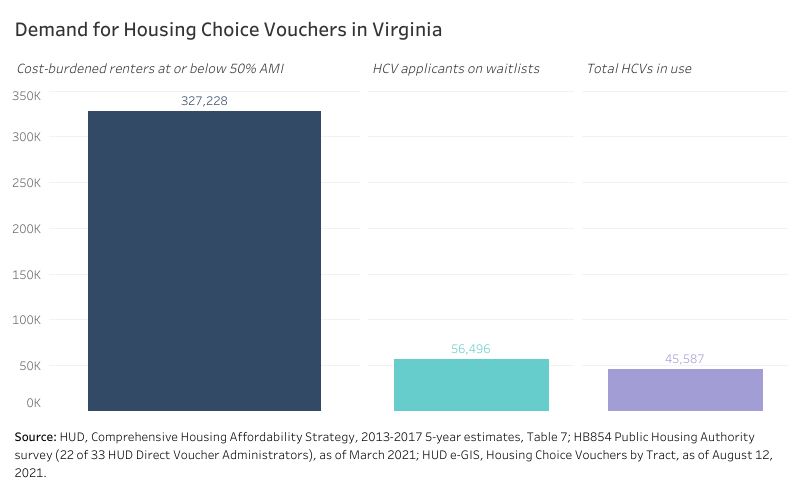 Demand for Housing Choice Vouchers in Virginia
Cost-burdened renters at or below 50% AMI
HCV applicants on waitlists
Total HCVs in use
350K
300K
250K
200K
150K
100K
50K
0K
327,228
56,496
45,587
Source: HUD, Comprehensive Housing Affordability Strategy, 2013-2017 5-year estimates, Table 7; HB854 Public Housing Authority
survey (22 of 33 HUD Direct Voucher Administrators), as of March 2021; HUD e-GIS, Housing Choice Vouchers by Tract, as of August 12,
2021.